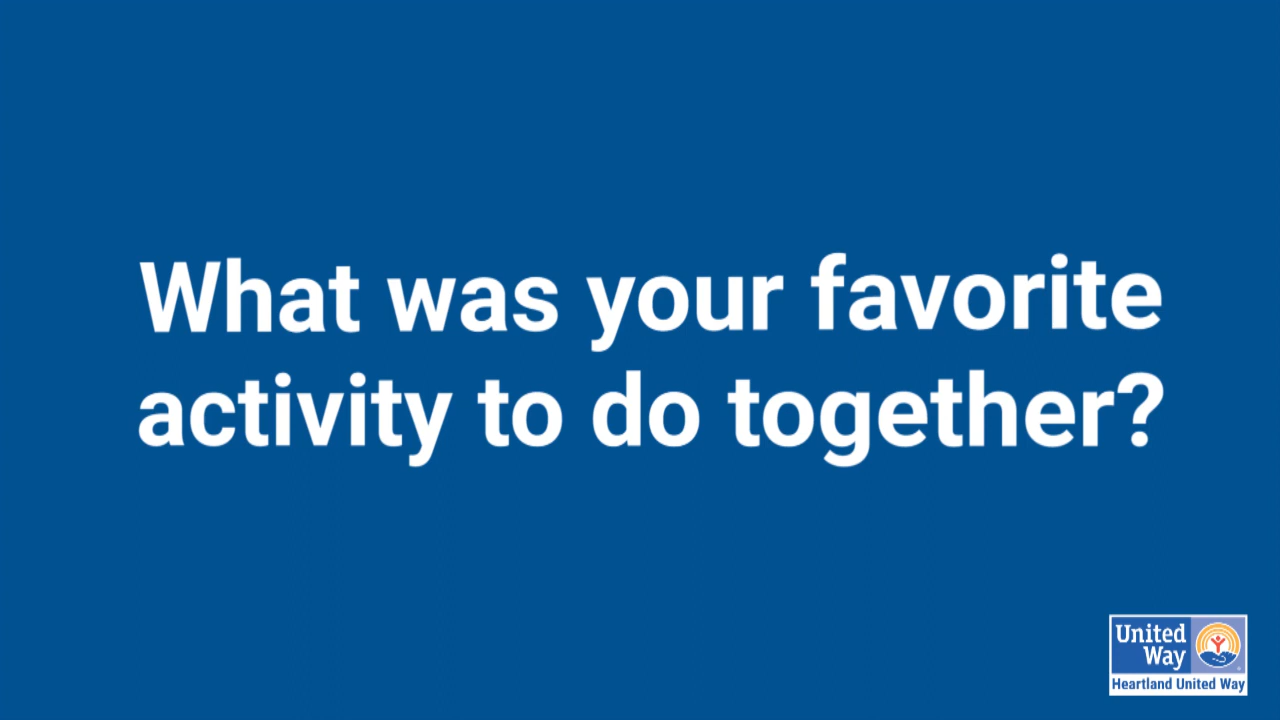 What was your favorite
activity to do together?
United
Way
Heartland United Way